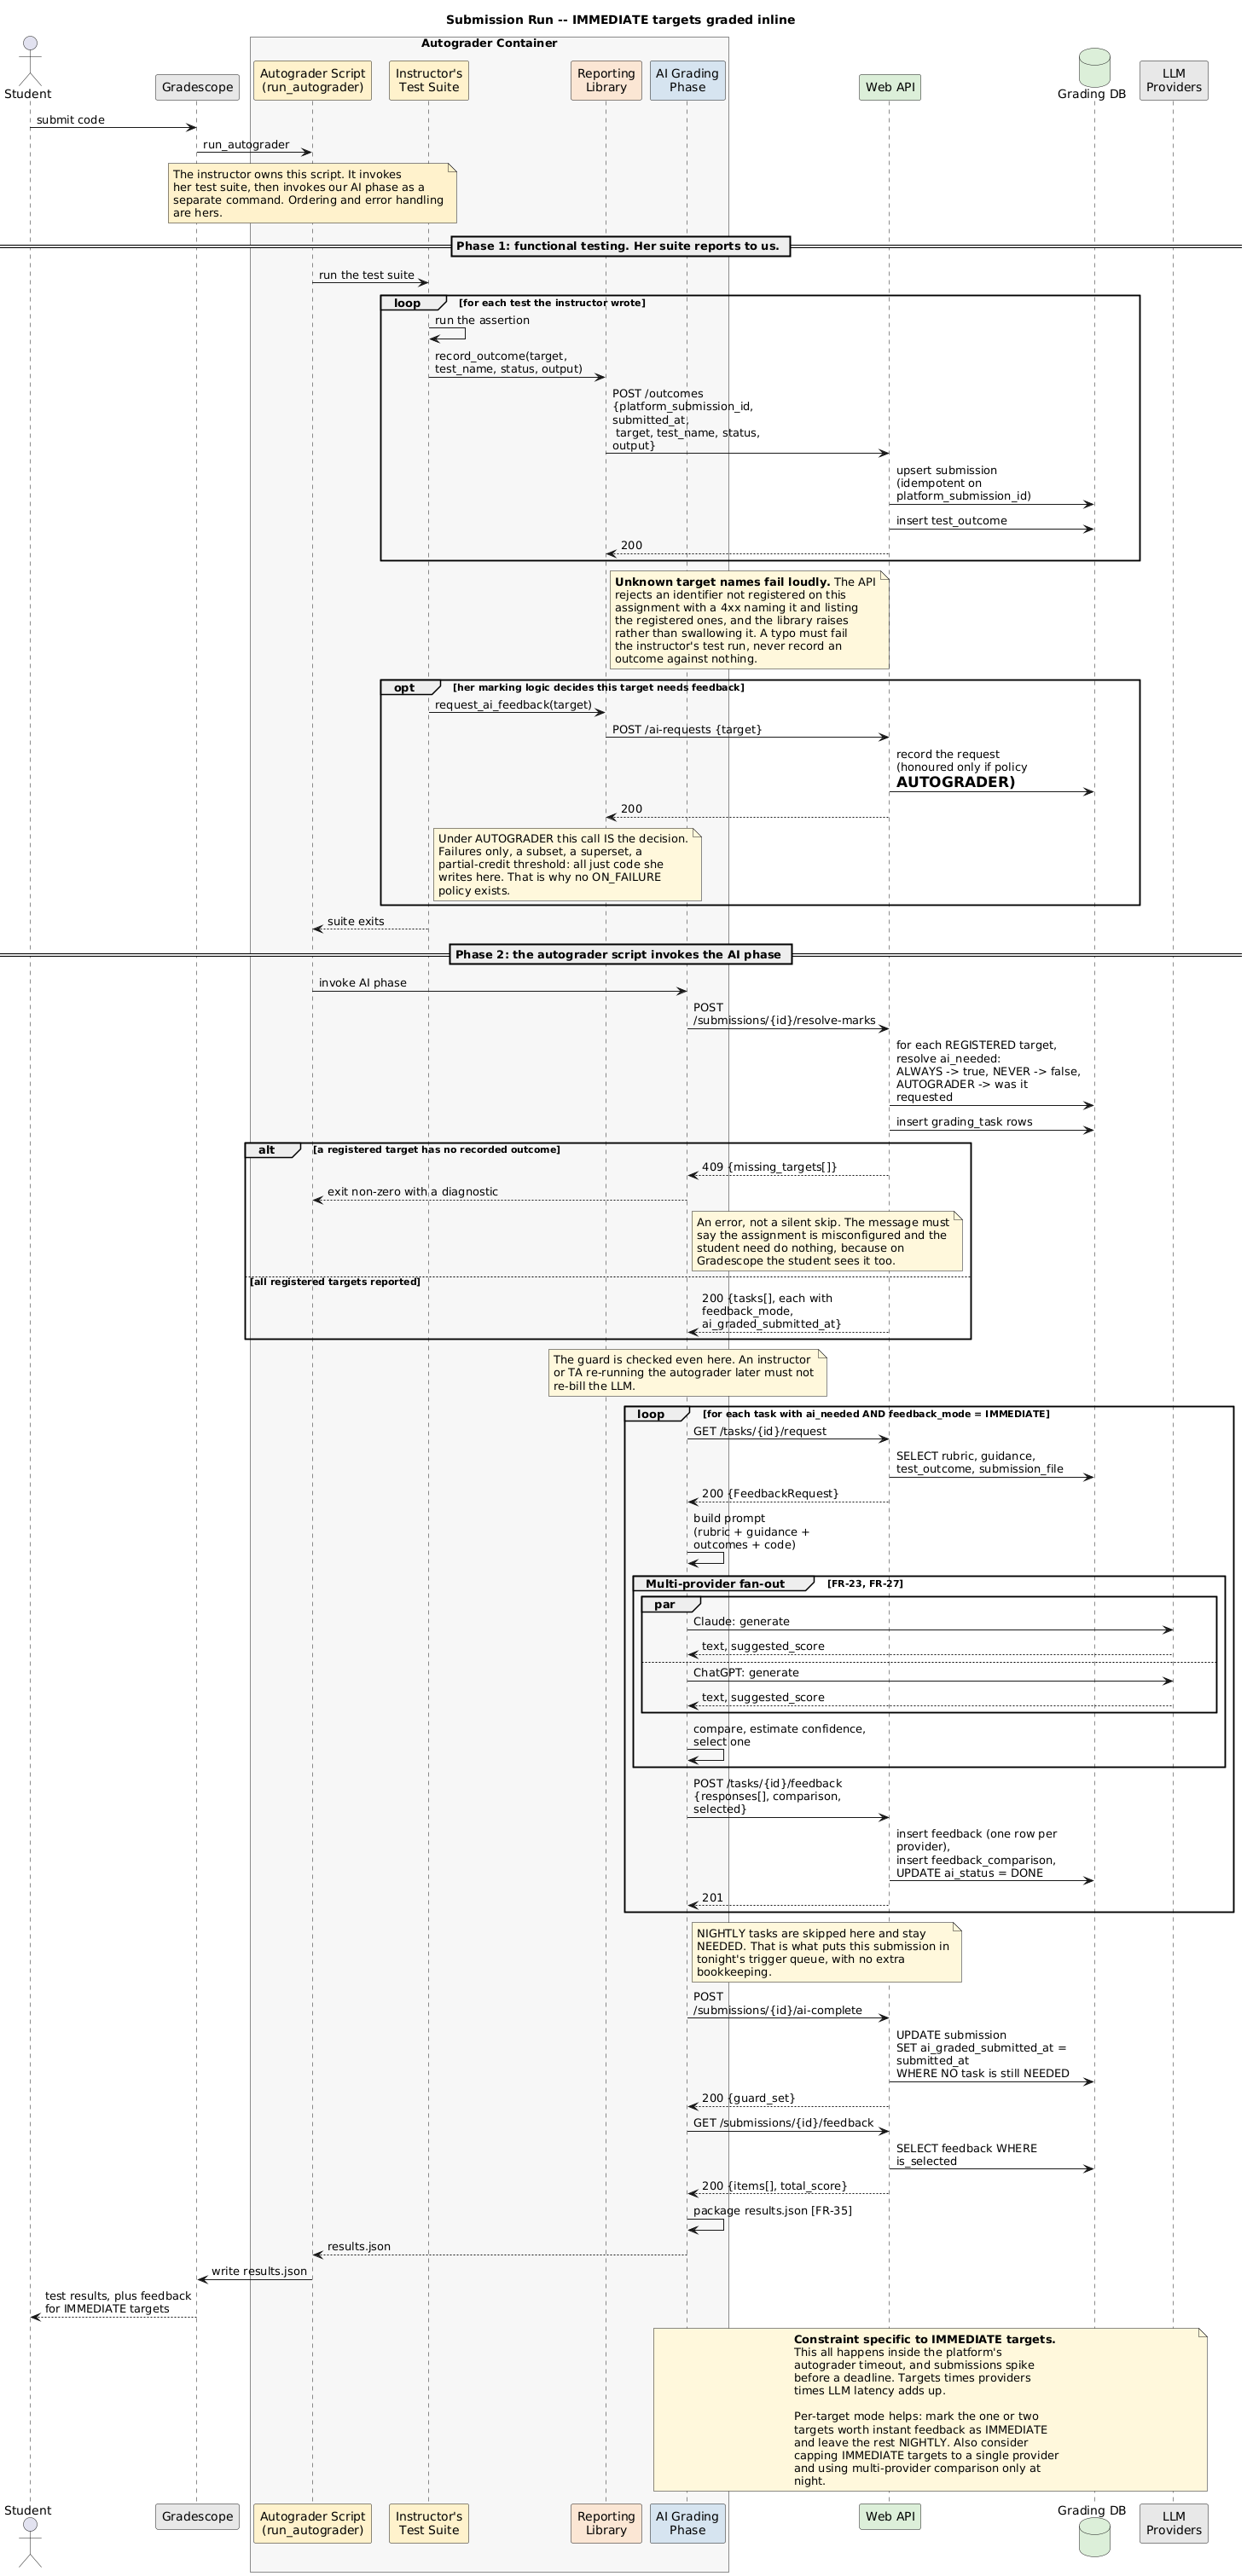 Submission Run -- IMMEDIATE targets graded inline
Autograder Container
Student
Gradescope
Autograder Script
(run_autograder)
Instructor's
Test Suite
Reporting
Library
AI Grading
Phase
Web API
Grading DB
LLM
Providers
submit code
run_autograder
The instructor owns this script. It invokes
her test suite, then invokes our AI phase as a
separate command. Ordering and error handling
are hers.
Phase 1: functional testing. Her suite reports to us.
run the test suite
loop [for each test the instructor wrote]
run the assertion
record_outcome(target,
test_name, status, output)
POST /outcomes
{platform_submission_id,
submitted_at,
target, test_name, status,
output}
upsert submission
(idempotent on
platform_submission_id)
insert test_outcome
200
Unknown target names fail loudly. The API
rejects an identifier not registered on this
assignment with a 4xx naming it and listing
the registered ones, and the library raises
rather than swallowing it. A typo must fail
the instructor's test run, never record an
outcome against nothing.
opt [her marking logic decides this target needs feedback]
request_ai_feedback(target)
POST /ai-requests {target}
record the request
(honoured only if policy
AUTOGRADER)
200
Under AUTOGRADER this call IS the decision.
Failures only, a subset, a superset, a
partial-credit threshold: all just code she
writes here. That is why no ON_FAILURE
policy exists.
suite exits
Phase 2: the autograder script invokes the AI phase
invoke AI phase
POST
/submissions/{id}/resolve-marks
for each REGISTERED target,
resolve ai_needed:
ALWAYS -> true, NEVER -> false,
AUTOGRADER -> was it
requested
insert grading_task rows
alt [a registered target has no recorded outcome]
409 {missing_targets[]}
exit non-zero with a diagnostic
An error, not a silent skip. The message must
say the assignment is misconfigured and the
student need do nothing, because on
Gradescope the student sees it too.
[all registered targets reported]
200 {tasks[], each with
feedback_mode,
ai_graded_submitted_at}
The guard is checked even here. An instructor
or TA re-running the autograder later must not
re-bill the LLM.
loop [for each task with ai_needed AND feedback_mode = IMMEDIATE]
GET /tasks/{id}/request
SELECT rubric, guidance,
test_outcome, submission_file
200 {FeedbackRequest}
build prompt
(rubric + guidance +
outcomes + code)
Multi-provider fan-out [FR-23, FR-27]
par
Claude: generate
text, suggested_score
ChatGPT: generate
text, suggested_score
compare, estimate confidence,
select one
POST /tasks/{id}/feedback
{responses[], comparison,
selected}
insert feedback (one row per
provider),
insert feedback_comparison,
UPDATE ai_status = DONE
201
NIGHTLY tasks are skipped here and stay
NEEDED. That is what puts this submission in
tonight's trigger queue, with no extra
bookkeeping.
POST
/submissions/{id}/ai-complete
UPDATE submission
SET ai_graded_submitted_at =
submitted_at
WHERE NO task is still NEEDED
200 {guard_set}
GET /submissions/{id}/feedback
SELECT feedback WHERE
is_selected
200 {items[], total_score}
package results.json [FR-35]
results.json
write results.json
test results, plus feedback
for IMMEDIATE targets
Constraint specific to IMMEDIATE targets.
This all happens inside the platform's
autograder timeout, and submissions spike
before a deadline. Targets times providers
times LLM latency adds up.
Per-target mode helps: mark the one or two
targets worth instant feedback as IMMEDIATE
and leave the rest NIGHTLY. Also consider
capping IMMEDIATE targets to a single provider
and using multi-provider comparison only at
night.
Student
Gradescope
Autograder Script
(run_autograder)
Instructor's
Test Suite
Reporting
Library
AI Grading
Phase
Web API
Grading DB
LLM
Providers